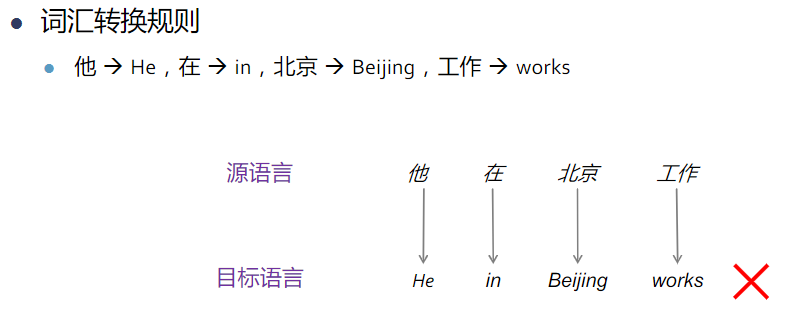 词汇转换规则
他 → He，在 → in，北京 → Beijing，工作 → works
源语言 他 在 北京 工作
目标语言 He in Beijing works